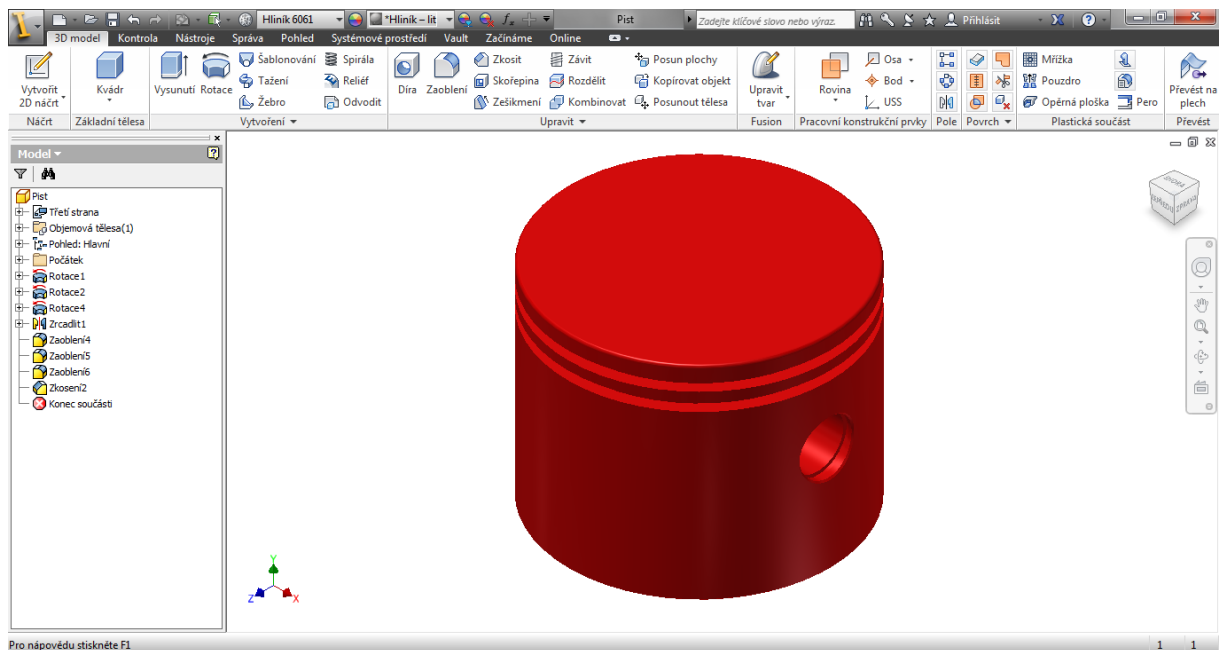 Hliník 6061 *Hliník – lit Pist Zadejte klíčové slovo nebo výraz. Přihlásit
3D model Kontrola Nástroje Správa Pohled Systémové prostředí Vault Začínáme Online
Šablonování Spirála Zkosit Závit Posun plochy Osa Mřížka
Vytvořit 2D náčrt Kvádr Vysunutí Rotace Tažení Reliéf Díra Zaoblení Skořepina Rozdělit Kopírovat objekt Upravit tvar Rovina Bod Pouzdro Převést na plech
Žebro Odvodit Zešikmení Kombinovat Posunout tělesa USS Opěrná ploška Pero
Náčrt Základní tělesa Vytvoření Upravit Fusion Pracovní konstrukční prvky Pole Povrch Plastická součást Převést
Model
Pist
Třetí strana
Objemová tělesa(1)
Pohled: Hlavní
Počátek
Rotace1
Rotace2
Rotace4
Zrcadlit1
Zaoblení4
Zaoblení5
Zaoblení6
Zkosení2
Konec součásti
ZPRAVA
Y
Z X
Pro nápovědu stiskněte F1 1 1